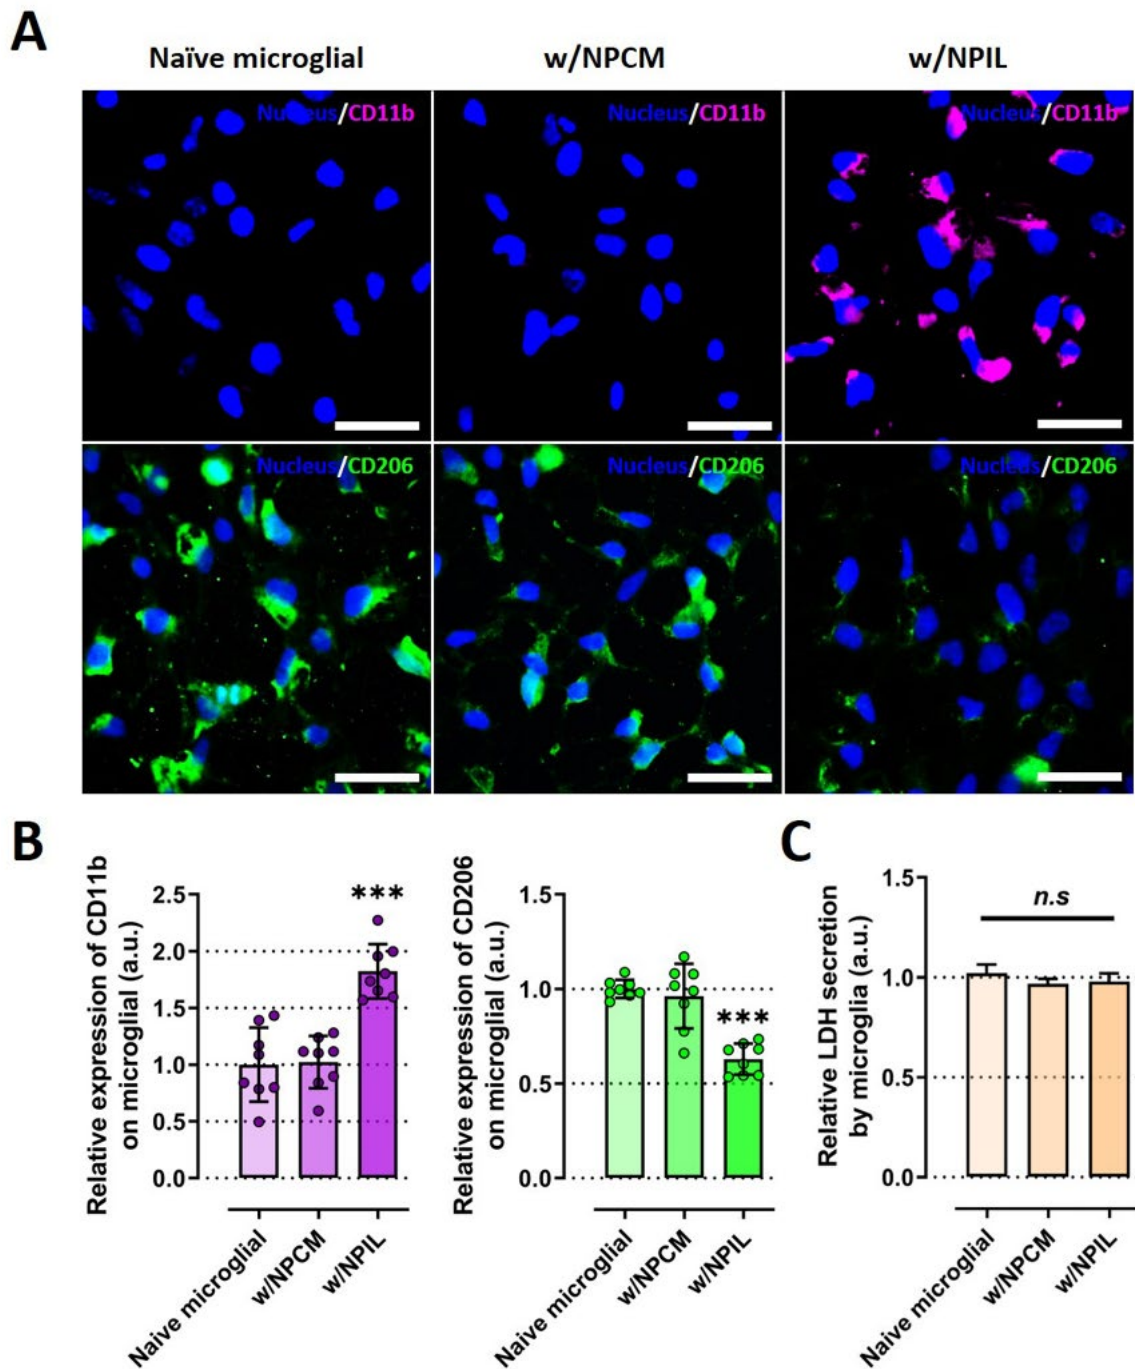 A
Naïve microglial
w/NPCM
w/NPIL
Nucleus/CD11b
Nucleus/CD11b
Nucleus/CD11b
Nucleus/CD206
Nucleus/CD206
Nucleus/CD206
B
Relative expression of CD11b
on microglial (a.u.)
2.5
2.0
1.5
1.0
0.5
0.0
***
Naive microglial
w/NPCM
w/NPIL
Relative expression of CD206
on microglial (a.u.)
1.5
1.0
0.5
0.0
***
Naive microglial
w/NPCM
w/NPIL
C
Relative LDH secretion
by microglia (a.u.)
1.5
1.0
0.5
0.0
n.s
Naive microglial
w/NPCM
w/NPIL